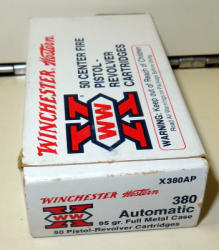 WINCHESTER Western
50 CENTER FIRE
PISTOL-
REVOLVER
CARTRIDGES
X
WW
WARNING: Keep out of Reach of Children!
WINCHESTER Western
X
WW
X380AP
380
Automatic
95 gr. Full Metal Case
50 Pistol-Revolver Cartridges